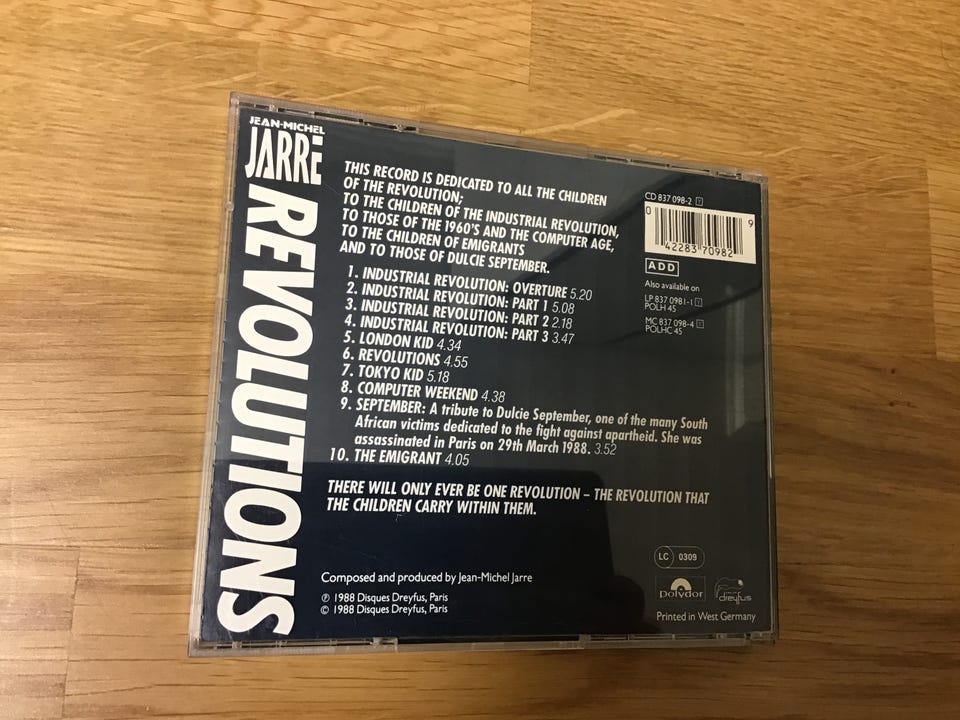 JEAN-MICHEL
JARRE
REVOLUTIONS
THIS RECORD IS DEDICATED TO ALL THE CHILDREN
OF THE REVOLUTION;
TO THE CHILDREN OF THE INDUSTRIAL REVOLUTION,
TO THOSE OF THE 1960'S AND THE COMPUTER AGE,
TO THE CHILDREN OF EMIGRANTS
AND TO THOSE OF DULCIE SEPTEMBER.
1. INDUSTRIAL REVOLUTION: OVERTURE 5.20
2. INDUSTRIAL REVOLUTION: PART 1 5.08
3. INDUSTRIAL REVOLUTION: PART 2 2.18
4. INDUSTRIAL REVOLUTION: PART 3 3.47
5. LONDON KID 4.34
6. REVOLUTIONS 4.55
7. TOKYO KID 5.18
8. COMPUTER WEEKEND 4.38
9. SEPTEMBER: A tribute to Dulcie September, one of the many South
African victims dedicated to the fight against apartheid. She was
assassinated in Paris on 29th March 1988. 3.52
10. THE EMIGRANT 4.05
THERE WILL ONLY EVER BE ONE REVOLUTION – THE REVOLUTION THAT
THE CHILDREN CARRY WITHIN THEM.
Composed and produced by Jean-Michel Jarre
℗ 1988 Disques Dreyfus, Paris
© 1988 Disques Dreyfus, Paris
CD 837 098-2
0 42283 70982 9
ADD
Also available on
LP 837 0981-1
POLH 45
MC 837 098-4
POLHC 45
LC 0309
polydor
dreyfus
Printed in West Germany